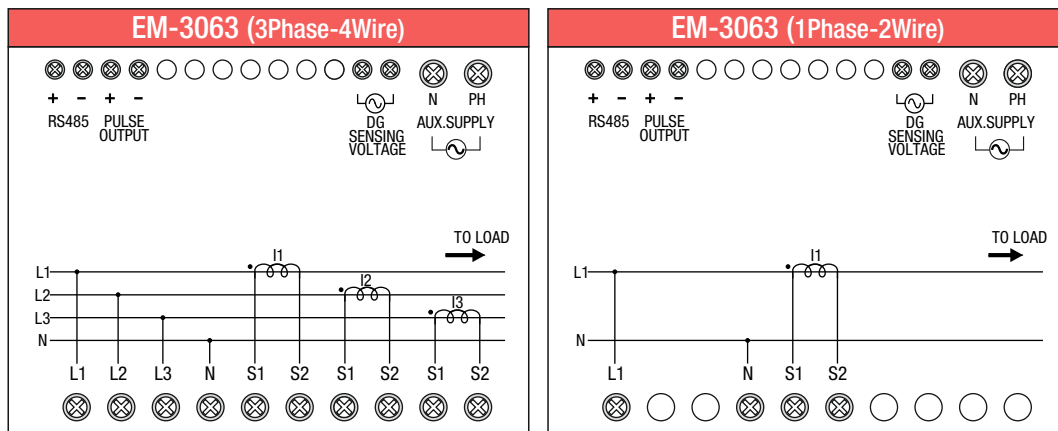 EM-3063 (3Phase-4Wire)
+ − + −
RS485 PULSE OUTPUT
DG SENSING VOLTAGE
N PH
AUX.SUPPLY
TO LOAD
I1
L1
I2
L2
I3
L3
N
L1 L2 L3 N S1 S2 S1 S2 S1 S2
EM-3063 (1Phase-2Wire)
+ − + −
RS485 PULSE OUTPUT
DG SENSING VOLTAGE
N PH
AUX.SUPPLY
TO LOAD
I1
L1
N
L1 N S1 S2